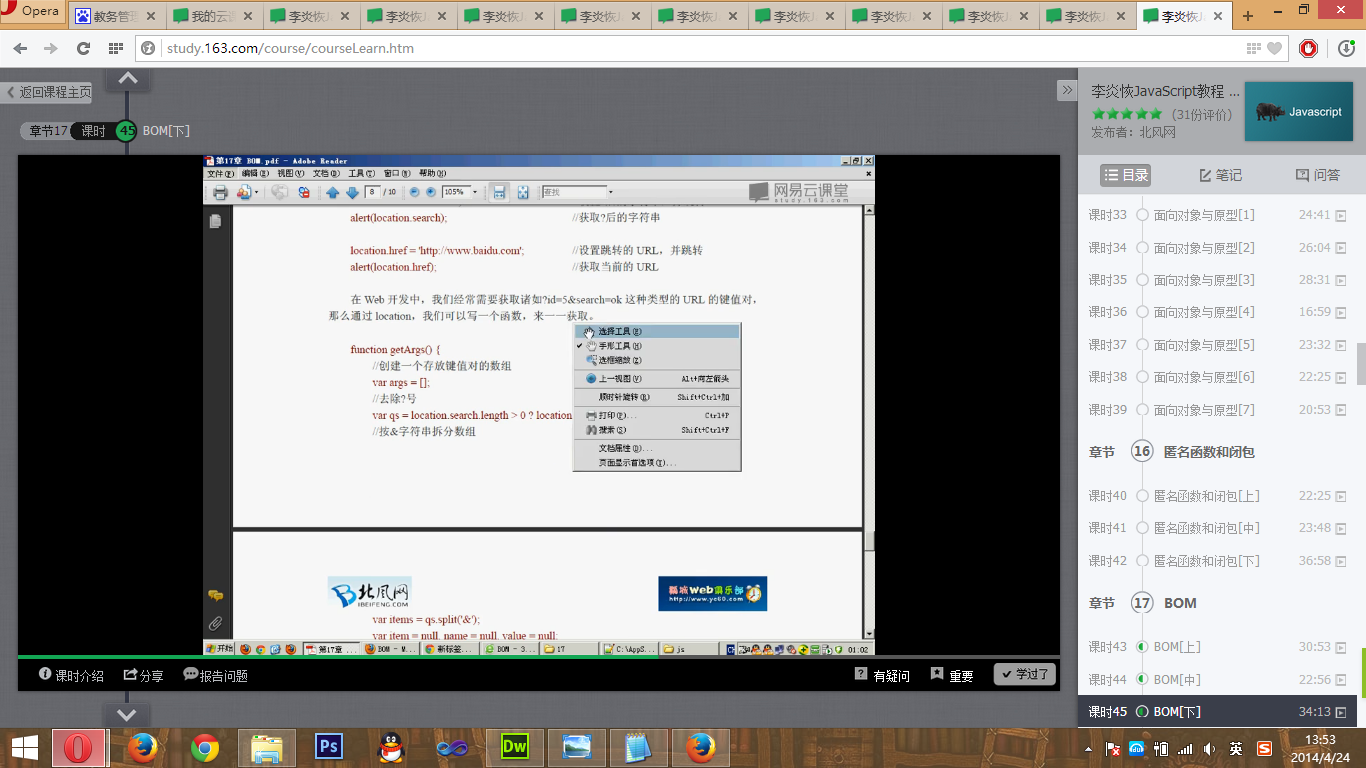 Opera
教务管
我的云课
李炎恢J
李炎恢J
李炎恢J
李炎恢J
李炎恢J
李炎恢J
李炎恢J
李炎恢J
李炎恢J
李炎恢J
study.163.com/course/courseLearn.htm
返回课程主页
章节17 课时 45 BOM[下]
第17章 BOM.pdf - Adobe Reader
文件(F) 编辑(E) 视图(V) 文档(D) 工具(T) 窗口(W) 帮助(H)
8 / 10 105% 查找
网易云课堂
study.163.com
alert(location.search); //获取?后的字符串
location.href = 'http://www.baidu.com'; //设置跳转的 URL，并跳转
alert(location.href); //获取当前的 URL
在 Web 开发中，我们经常需要获取诸如?id=5&search=ok 这种类型的 URL 的键值对，
那么通过 location，我们可以写一个函数，来一一获取。
function getArgs() {
//创建一个存放键值对的数组
var args = [];
//去除?号
var qs = location.search.length > 0 ? location
//按&字符串拆分数组
选择工具(E)
手形工具(H)
选框缩放(Z)
上一视图(V) Alt+向左箭头
顺时针旋转(R) Shift+Ctrl+加
打印(P)... Ctrl+P
搜索(S) Shift+Ctrl+F
文档属性(D)...
页面显示首选项(I)...
北风网
IBEIFENG.COM
瓢城Web俱乐部
http://www.yc60.com
var items = qs.split('&');
var item = null, name = null, value = null;
开始 第17章 ... BOM - M... 新标签... BOM - 3... 17 C:\AppS... js 01:02
课时介绍 分享 报告问题 有疑问 重要 学过了
李炎恢JavaScript教程 ...
(31份评价)
发布者：北风网
Javascript
目录 笔记 问答
课时33 面向对象与原型[1] 24:41
课时34 面向对象与原型[2] 26:04
课时35 面向对象与原型[3] 28:31
课时36 面向对象与原型[4] 16:59
课时37 面向对象与原型[5] 23:32
课时38 面向对象与原型[6] 22:25
课时39 面向对象与原型[7] 20:53
章节 16 匿名函数和闭包
课时40 匿名函数和闭包[上] 22:25
课时41 匿名函数和闭包[中] 23:48
课时42 匿名函数和闭包[下] 36:58
章节 17 BOM
课时43 BOM[上] 30:53
课时44 BOM[中] 22:56
课时45 BOM[下] 34:13
Ps
Dw
英
13:53
2014/4/24